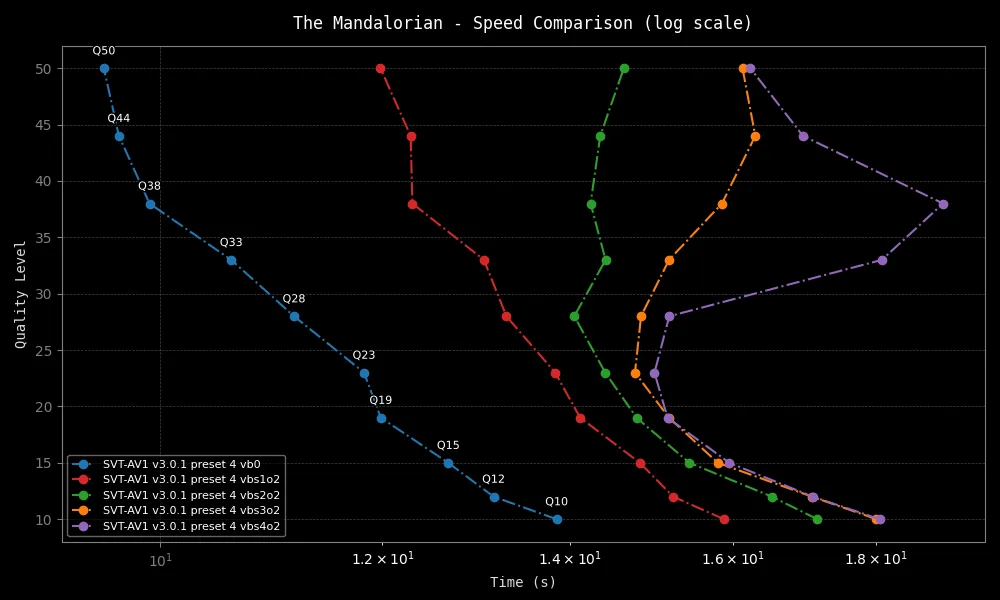 The Mandalorian - Speed Comparison (log scale)
Quality Level
50
45
40
35
30
25
20
15
10
Q50
Q44
Q38
Q33
Q28
Q23
Q19
Q15
Q12
Q10
SVT-AV1 v3.0.1 preset 4 vb0
SVT-AV1 v3.0.1 preset 4 vbs1o2
SVT-AV1 v3.0.1 preset 4 vbs2o2
SVT-AV1 v3.0.1 preset 4 vbs3o2
SVT-AV1 v3.0.1 preset 4 vbs4o2
10¹ 1.2 × 10¹ 1.4 × 10¹ 1.6 × 10¹ 1.8 × 10¹
Time (s)